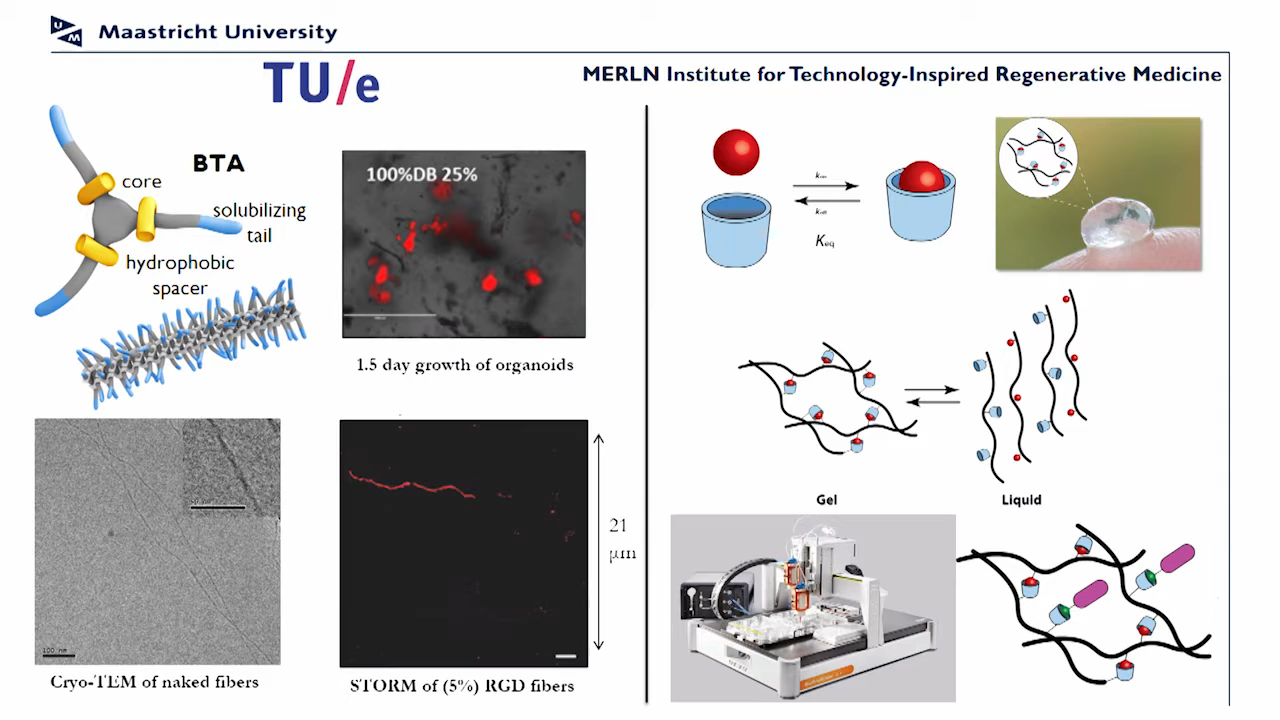 Maastricht University
TU/e
MERLN Institute for Technology-Inspired Regenerative Medicine
BTA
core
solubilizing
tail
hydrophobic
spacer
100%DB 25%
1.5 day growth of organoids
100 nm
Cryo-TEM of naked fibers
21
μm
STORM of (5%) RGD fibers
Keq
Gel
Liquid